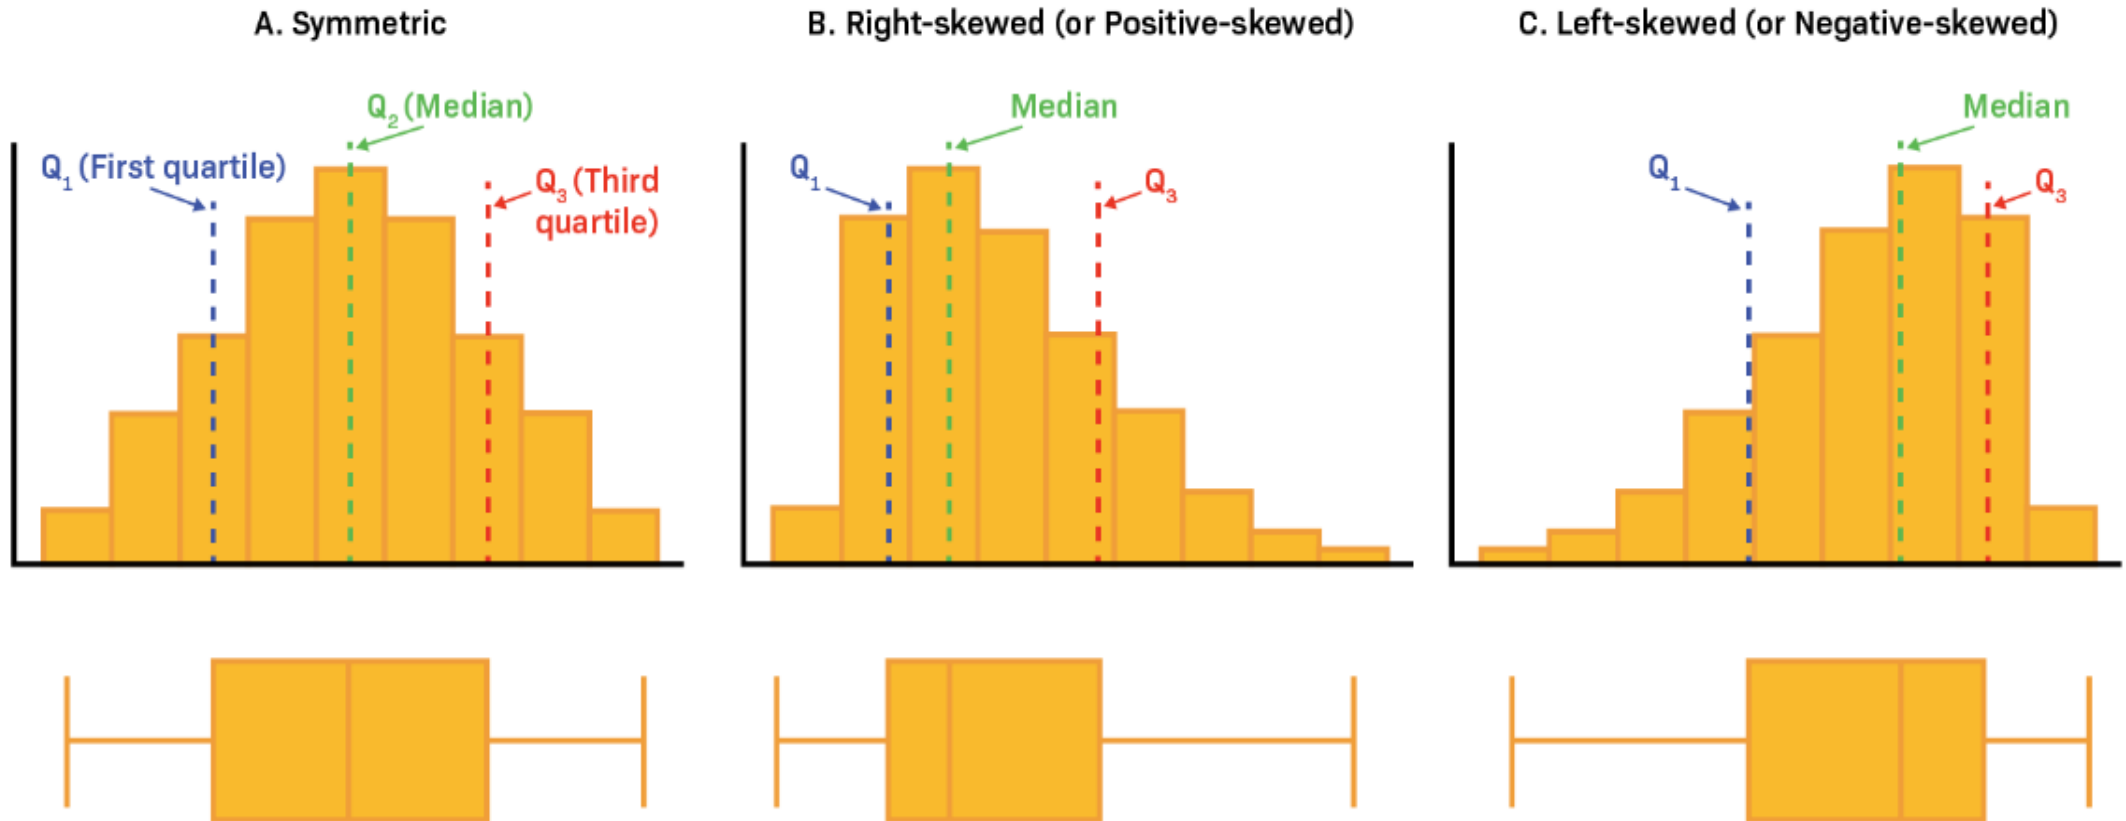 A. Symmetric
Q₂ (Median)
Q₁ (First quartile)
Q₃ (Third
quartile)
B. Right-skewed (or Positive-skewed)
Median
Q₁
Q₃
C. Left-skewed (or Negative-skewed)
Median
Q₁
Q₃